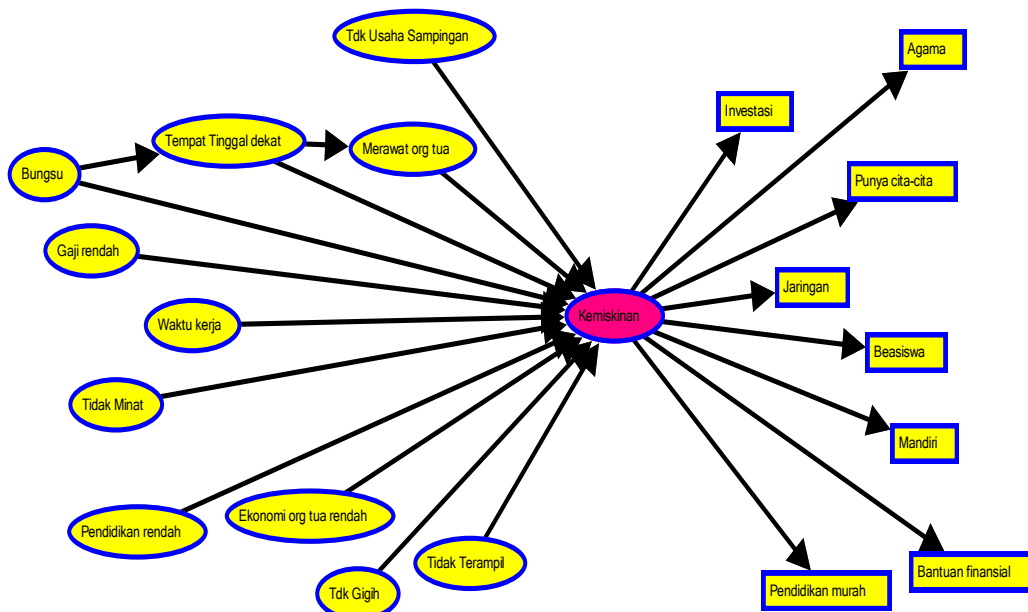 Tdk Usaha Sampingan
Agama
Investasi
Tempat Tinggal dekat
Merawat org tua
Bungsu
Punya cita-cita
Gaji rendah
Jaringan
Waktu kerja
Kemiskinan
Beasiswa
Tidak Minat
Mandiri
Ekonomi org tua rendah
Pendidikan rendah
Tidak Terampil
Bantuan finansial
Tdk Gigih
Pendidikan murah